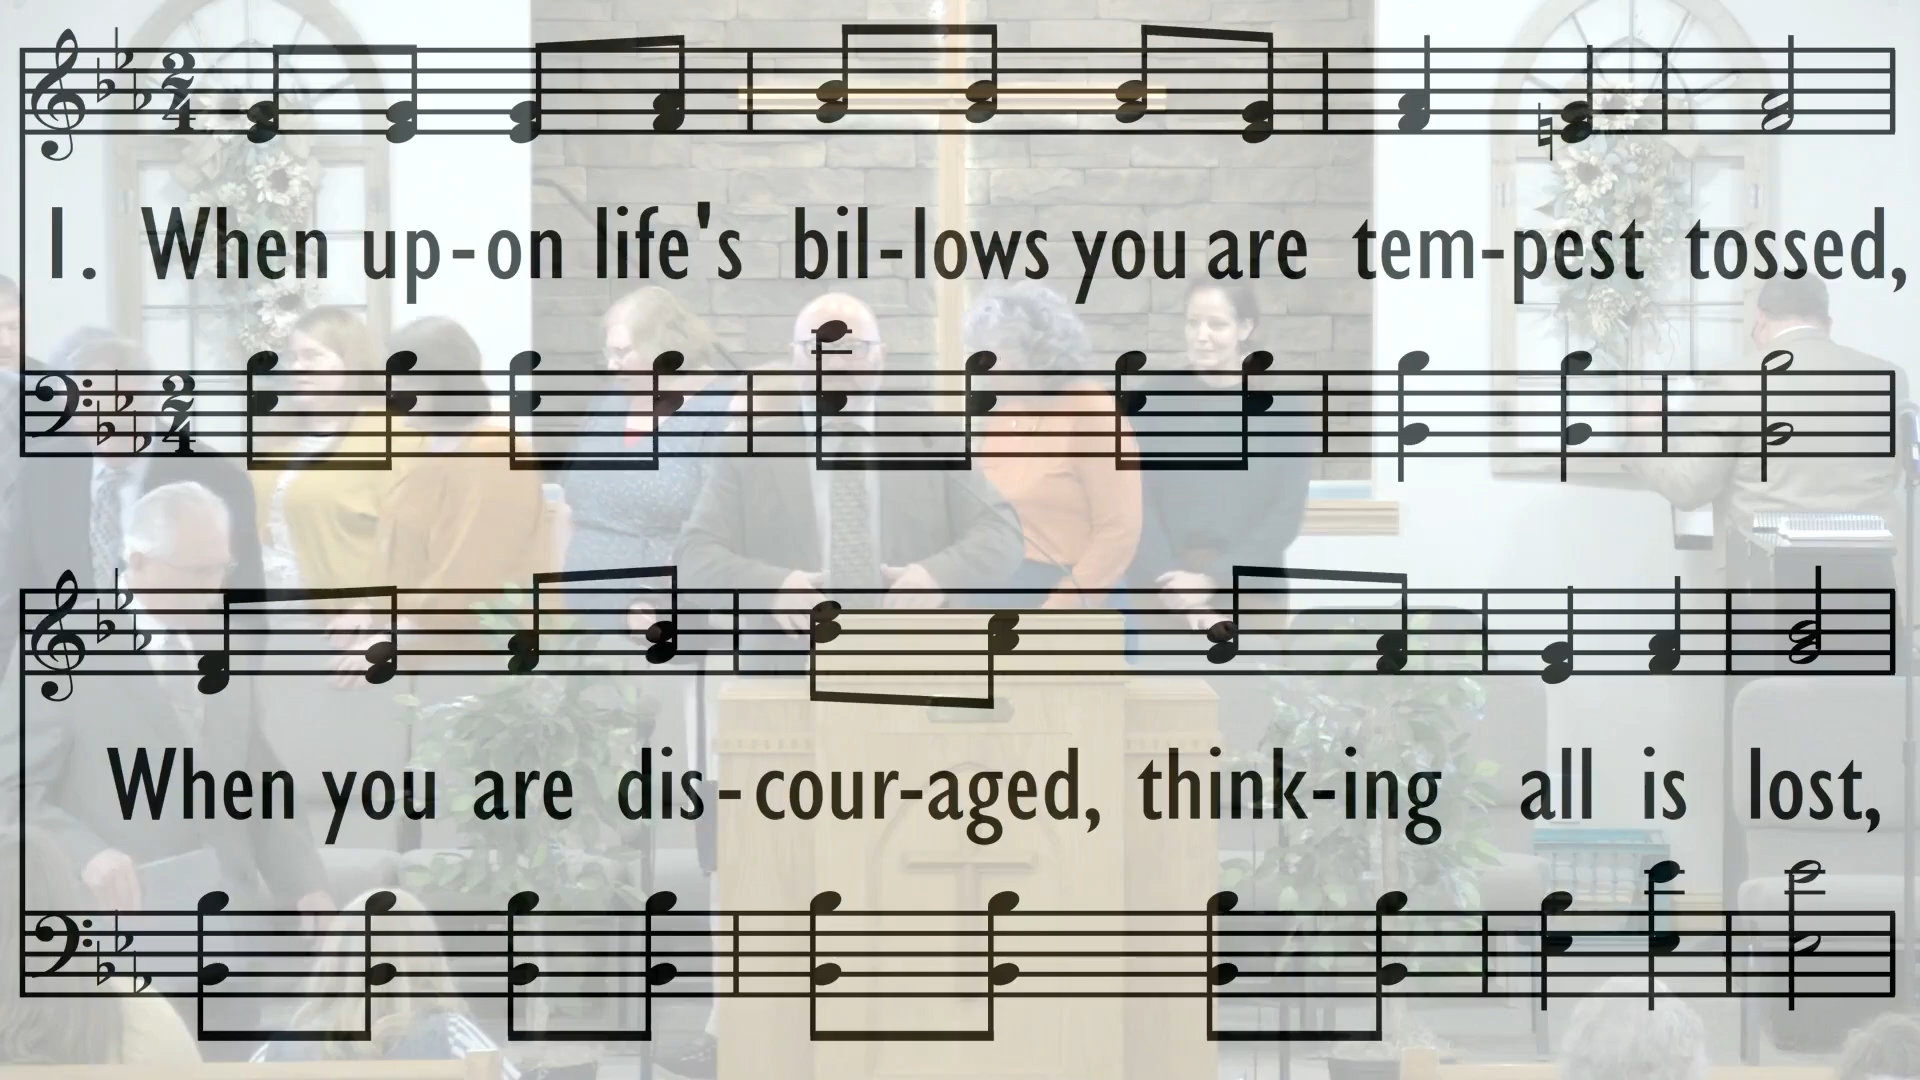 1. When up-on life's bil-lows you are tem-pest tossed,
When you are dis-cour-aged, think-ing all is lost,